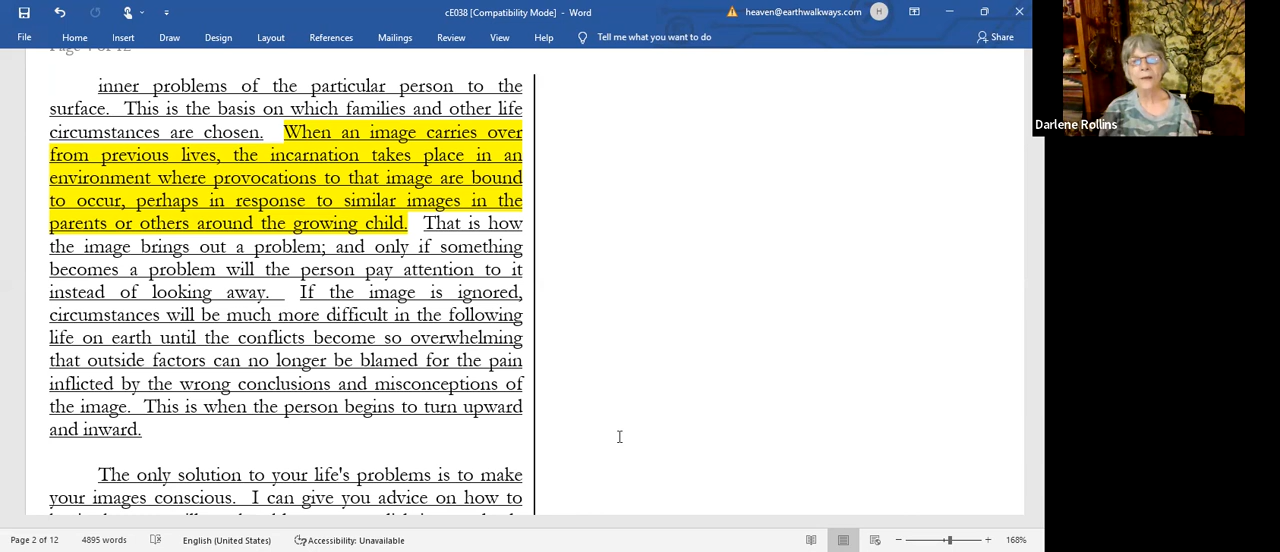 cE038 [Compatibility Mode] - Word
heaven@earthwalkways.com
H
File Home Insert Draw Design Layout References Mailings Review View Help Tell me what you want to do
Share
inner problems of the particular person to the
surface. This is the basis on which families and other life
circumstances are chosen. When an image carries over
from previous lives, the incarnation takes place in an
environment where provocations to that image are bound
to occur, perhaps in response to similar images in the
parents or others around the growing child. That is how
the image brings out a problem; and only if something
becomes a problem will the person pay attention to it
instead of looking away. If the image is ignored,
circumstances will be much more difficult in the following
life on earth until the conflicts become so overwhelming
that outside factors can no longer be blamed for the pain
inflicted by the wrong conclusions and misconceptions of
the image. This is when the person begins to turn upward
and inward.
The only solution to your life's problems is to make
your images conscious. I can give you advice on how to
Page 2 of 12 4895 words English (United States) Accessibility: Unavailable 168%
Darlene Rollins